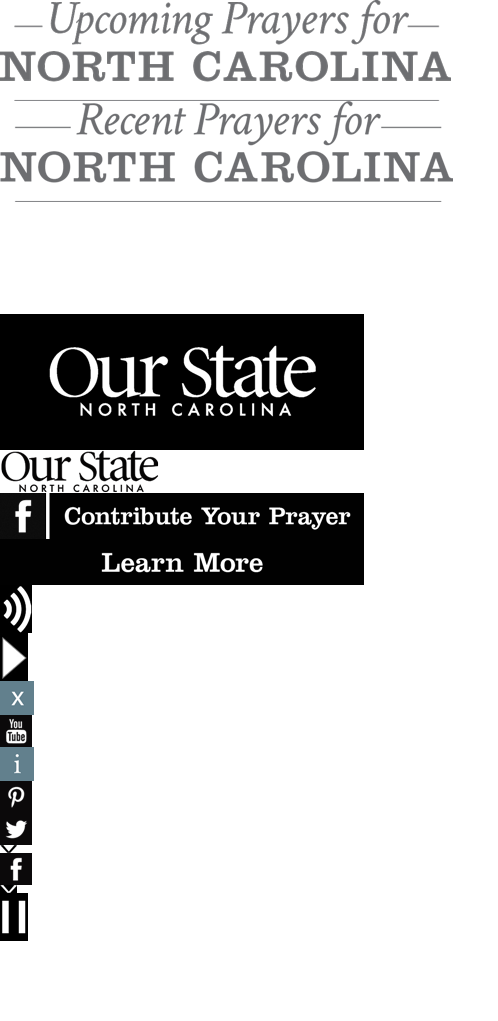 Upcoming Prayers for
NORTH CAROLINA
Recent Prayers for
NORTH CAROLINA
Our State
NORTH CAROLINA
Our State
NORTH CAROLINA
f Contribute Your Prayer
Learn More
x
You
Tube
i
f